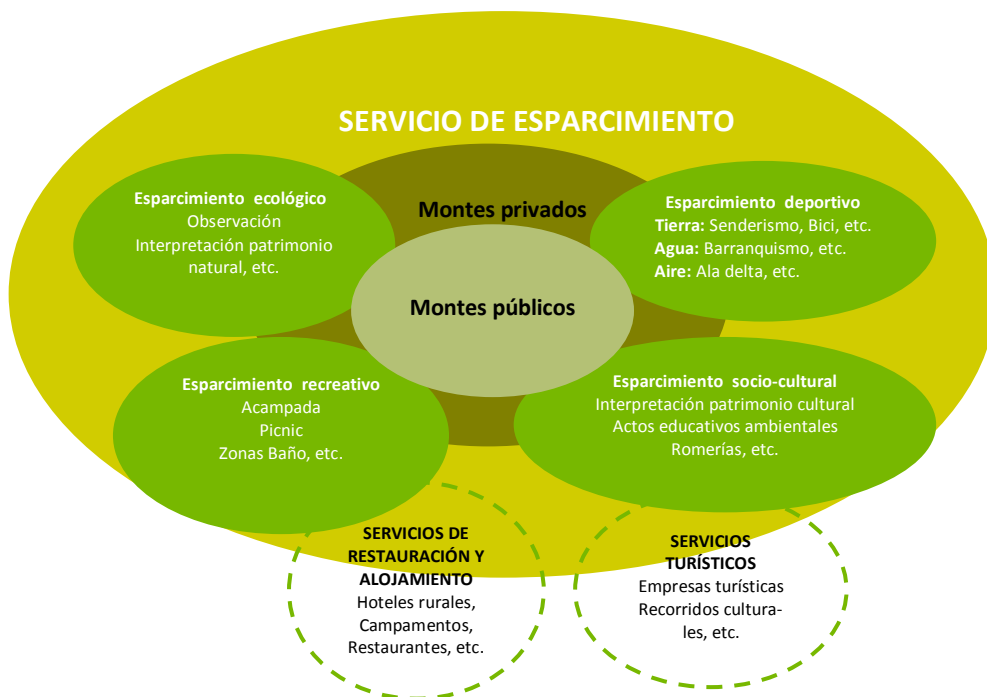 SERVICIO DE ESPARCIMIENTO
Esparcimiento ecológico
Observación
Interpretación patrimonio
natural, etc.
Montes privados
Esparcimiento deportivo
Tierra: Senderismo, Bici, etc.
Agua: Barranquismo, etc.
Aire: Ala delta, etc.
Montes públicos
Esparcimiento recreativo
Acampada
Picnic
Zonas Baño, etc.
Esparcimiento socio-cultural
Interpretación patrimonio cultural
Actos educativos ambientales
Romerías, etc.
SERVICIOS DE
RESTAURACIÓN Y
ALOJAMIENTO
Hoteles rurales,
Campamentos,
Restaurantes, etc.
SERVICIOS
TURÍSTICOS
Empresas turísticas
Recorridos cultura-
les, etc.